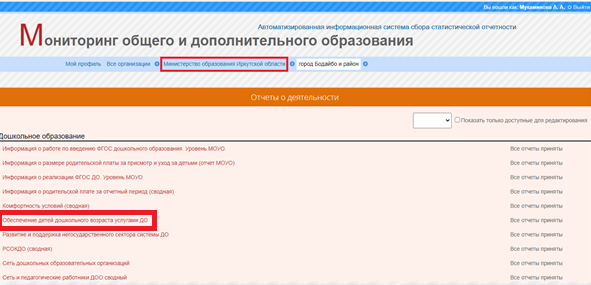 Вы вошли как: Мухаминова А. А. Выйти
Автоматизированная информационная система сбора статистической отчетности
Мониторинг общего и дополнительного образования
Мой профиль Все организации Министерство образования Иркутской области город Бодайбо и район
Отчеты о деятельности
Показать только доступные для редактирования
Дошкольное образование
Информация о работе по введению ФГОС дошкольного образования. Уровень МОУО. Все отчеты приняты
Информация о размере родительской платы за присмотр и уход за детьми (отчет МОУО) Все отчеты приняты
Информация о реализации ФГОС ДО. Уровень МОУО Все отчеты приняты
Информация о родительской плате за отчетный период (сводная) Все отчеты приняты
Комфортность условий (сводная) Все отчеты приняты
Обеспечение детей дошкольного возраста услугами ДО Все отчеты приняты
Развитие и поддержка негосударственного сектора системы ДО Все отчеты приняты
РСОКДО (сводная) Все отчеты приняты
Сеть дошкольных образовательных организаций Все отчеты приняты
Сеть и педагогические работники ДОО сводный Все отчеты приняты